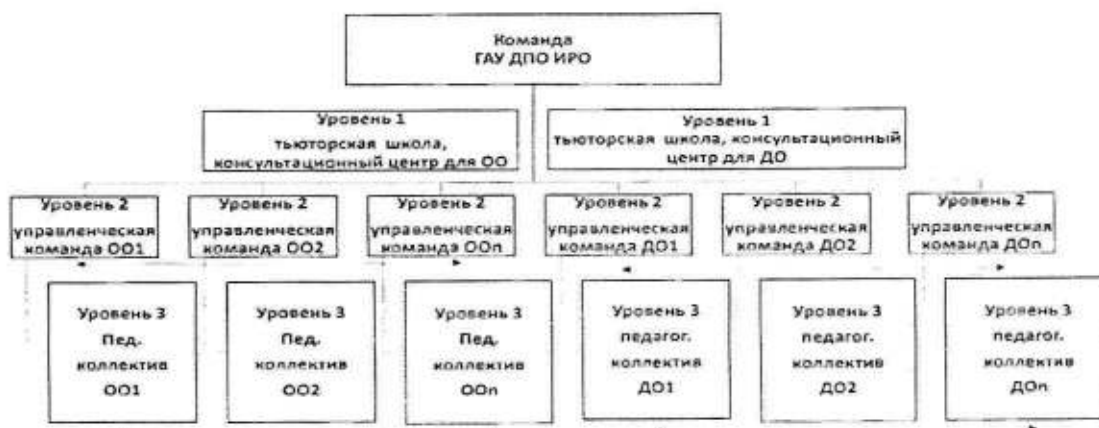 Команда
ГАУ ДПО ИРО
Уровень 1
тьюторская школа,
консультационный центр для ОО
Уровень 1
тьюторская школа, консультационный
центр для ДО
Уровень 2
управленческая
команда ОО1
Уровень 2
управленческая
команда ОО2
Уровень 2
управленческая
команда ООn
Уровень 2
управленческая
команда ДО1
Уровень 2
управленческая
команда ДО2
Уровень 2
управленческая
команда ДОn
Уровень 3
Пед.
коллектив
ОО1
Уровень 3
Пед.
коллектив
ОО2
Уровень 3
Пед.
коллектив
ООn
Уровень 3
педагог.
коллектив
ДО1
Уровень 3
педагог.
коллектив
ДО2
Уровень 3
педагог.
коллектив
ДОn